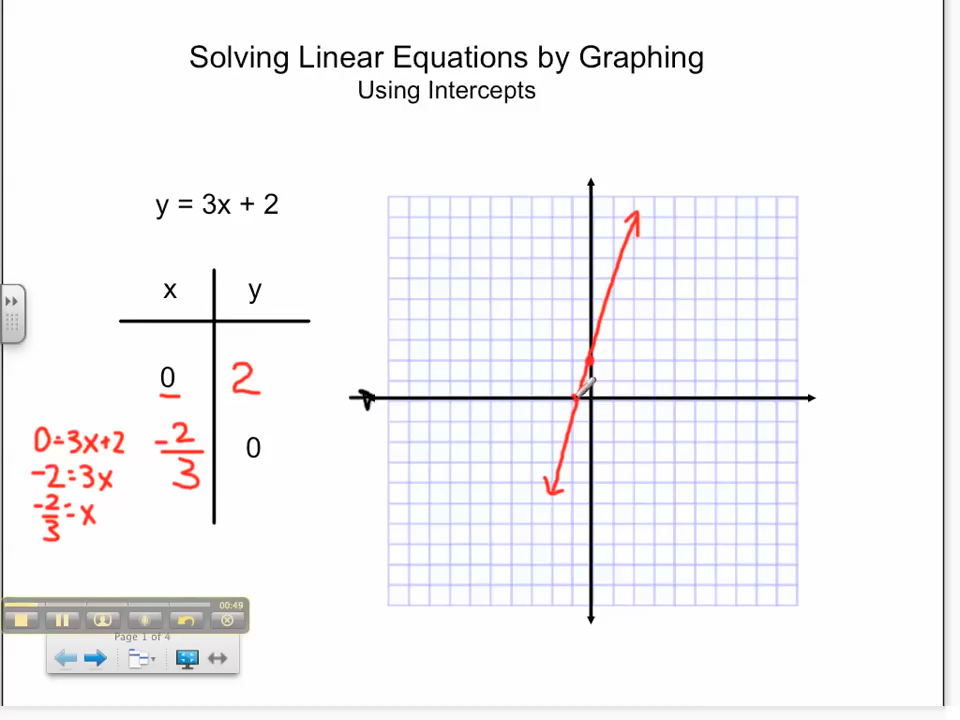 Solving Linear Equations by Graphing
Using Intercepts
y = 3x + 2
x y
0 2
0=3x+2
-2/3 0
-2=3x
-2/3=x
00:49
Page 1 of 4